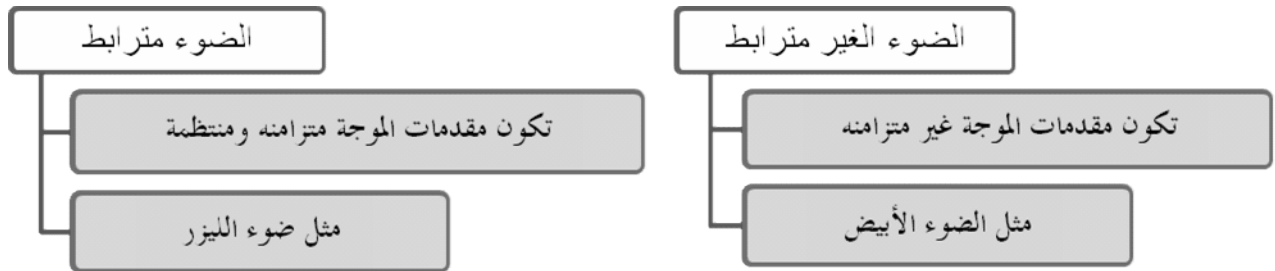 الضوء الغير مترابط
تكون مقدمات الموجة غير متزامنه
مثل الضوء الأبيض
الضوء مترابط
تكون مقدمات الموجة متزامنه ومنتظمة
مثل ضوء الليزر